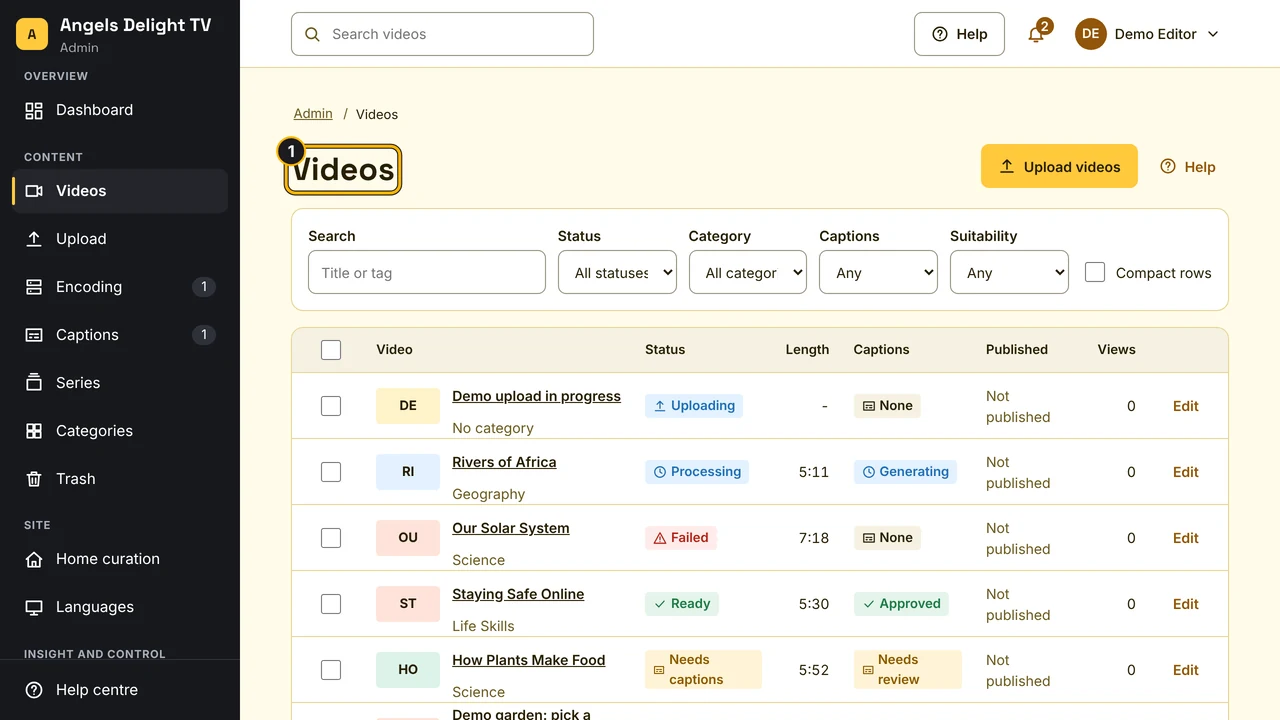 A
Angels Delight TV
Admin
OVERVIEW
Dashboard
CONTENT
Videos
Upload
Encoding 1
Captions 1
Series
Categories
Trash
SITE
Home curation
Languages
INSIGHT AND CONTROL
Help centre
Search videos
Help
2
DE Demo Editor
Admin / Videos
1
Videos
Upload videos
Help
Search Status Category Captions Suitability
Title or tag All statuses All categor Any Any Compact rows
Video Status Length Captions Published Views
DE Demo upload in progress Uploading - None Not published 0 Edit
No category
RI Rivers of Africa Processing 5:11 Generating Not published 0 Edit
Geography
OU Our Solar System Failed 7:18 None Not published 0 Edit
Science
ST Staying Safe Online Ready 5:30 Approved Not published 0 Edit
Life Skills
HO How Plants Make Food Needs captions 5:52 Needs review Not published 0 Edit
Science
Demo garden: pick a